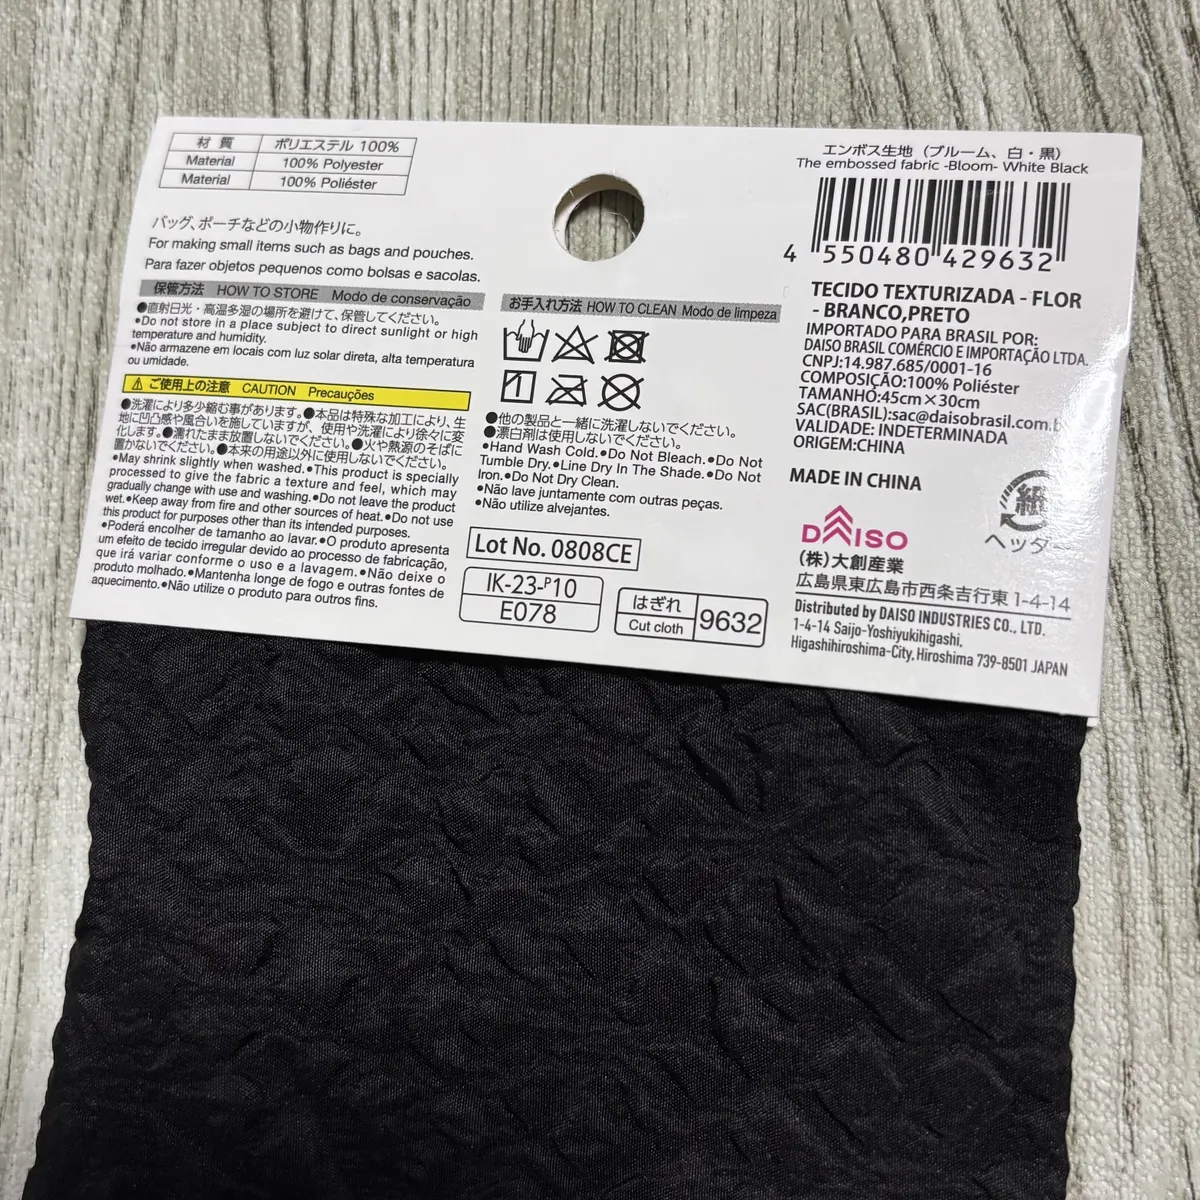 材 質 ポリエステル 100%
Material 100% Polyester
Material 100% Poliéster
バッグ、ポーチなどの小物作りに。
For making small items such as bags and pouches.
Para fazer objetos pequenos como bolsas e sacolas.
保管方法 HOW TO STORE Modo de conservação
●直射日光・高温多湿の場所を避けて、保管してください。
●Do not store in a place subject to direct sunlight or high
temperature and humidity.
●Não armazene em locais com luz solar direta, alta temperatura
ou umidade.
⚠ ご使用上の注意 CAUTION Precauções
●洗濯により多少縮む事があります。●本品は特殊な加工により、生
地に凹凸感や風合いを施していますが、使用や洗濯により徐々に変
化します。●濡れたまま放置しないでください。●火や熱源のそばに
置かないでください。●本来の用途以外に使用しないでください。
●May shrink slightly when washed.●This product is specially
processed to give the fabric a texture and feel, which may
gradually change with use and washing.●Do not leave the product
wet.●Keep away from fire and other sources of heat.●Do not use
this product for purposes other than its intended purposes.
●Poderá encolher de tamanho ao lavar.●O produto apresenta
um efeito de tecido irregular devido ao processo de fabricação,
que irá variar conforme o uso e a lavagem.●Não deixe o
produto molhado.●Mantenha longe de fogo e outras fontes de
aquecimento.●Não utilize o produto para outros fins.
お手入れ方法 HOW TO CLEAN Modo de limpeza
●他の製品と一緒に洗濯しないでください。
●漂白剤は使用しないでください。
●Hand Wash Cold.●Do Not Bleach.●Do Not
Tumble Dry.●Line Dry In The Shade.●Do Not
Iron.●Do Not Dry Clean.
●Não lave juntamente com outras peças.
●Não utilize alvejantes.
Lot No. 0808CE
IK-23-P10
E078
はぎれ
Cut cloth
9632
エンボス生地（ブルーム、白・黒）
The embossed fabric -Bloom- White Black
4 550480 429632
TECIDO TEXTURIZADA - FLOR
- BRANCO,PRETO
IMPORTADO PARA BRASIL POR:
DAISO BRASIL COMÉRCIO E IMPORTAÇÃO LTDA.
CNPJ:14.987.685/0001-16
COMPOSIÇÃO:100% Poliéster
TAMANHO:45cm×30cm
SAC(BRASIL):sac@daisobrasil.com.b
VALIDADE: INDETERMINADA
ORIGEM:CHINA
MADE IN CHINA
紙
ヘッダー
DAISO
(株)大創産業
広島県東広島市西条吉行東 1-4-14
Distributed by DAISO INDUSTRIES CO., LTD.
1-4-14 Saijo-Yoshiyukihigashi,
Higashihiroshima-City, Hiroshima 739-8501 JAPAN